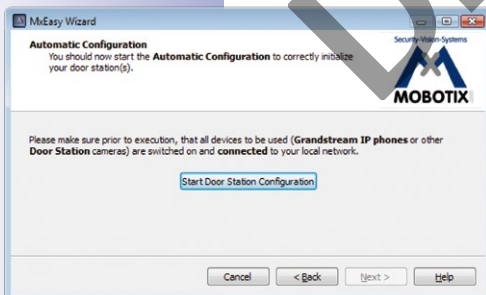 MxEasy Wizard
Automatic Configuration
You should now start the Automatic Configuration to correctly initialize
your door station(s).
Security-Vision-Systems
MOBOTIX
Please make sure prior to execution, that all devices to be used (Grandstream IP phones or other
Door Station cameras) are switched on and connected to your local network.
Start Door Station Configuration
Cancel
< Back
Next >
Help